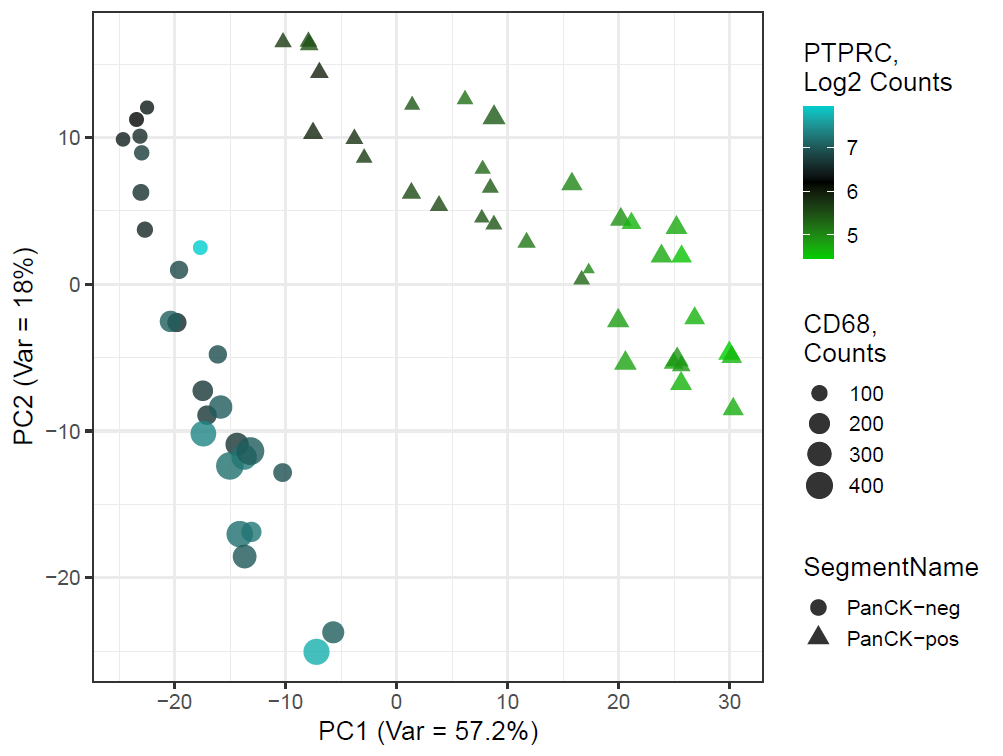 PTPRC,
Log2 Counts
7
6
5
CD68,
Counts
100
200
300
400
SegmentName
PanCK−neg
PanCK−pos
PC2 (Var = 18%)
10
0
−10
−20
−20 −10 0 10 20 30
PC1 (Var = 57.2%)